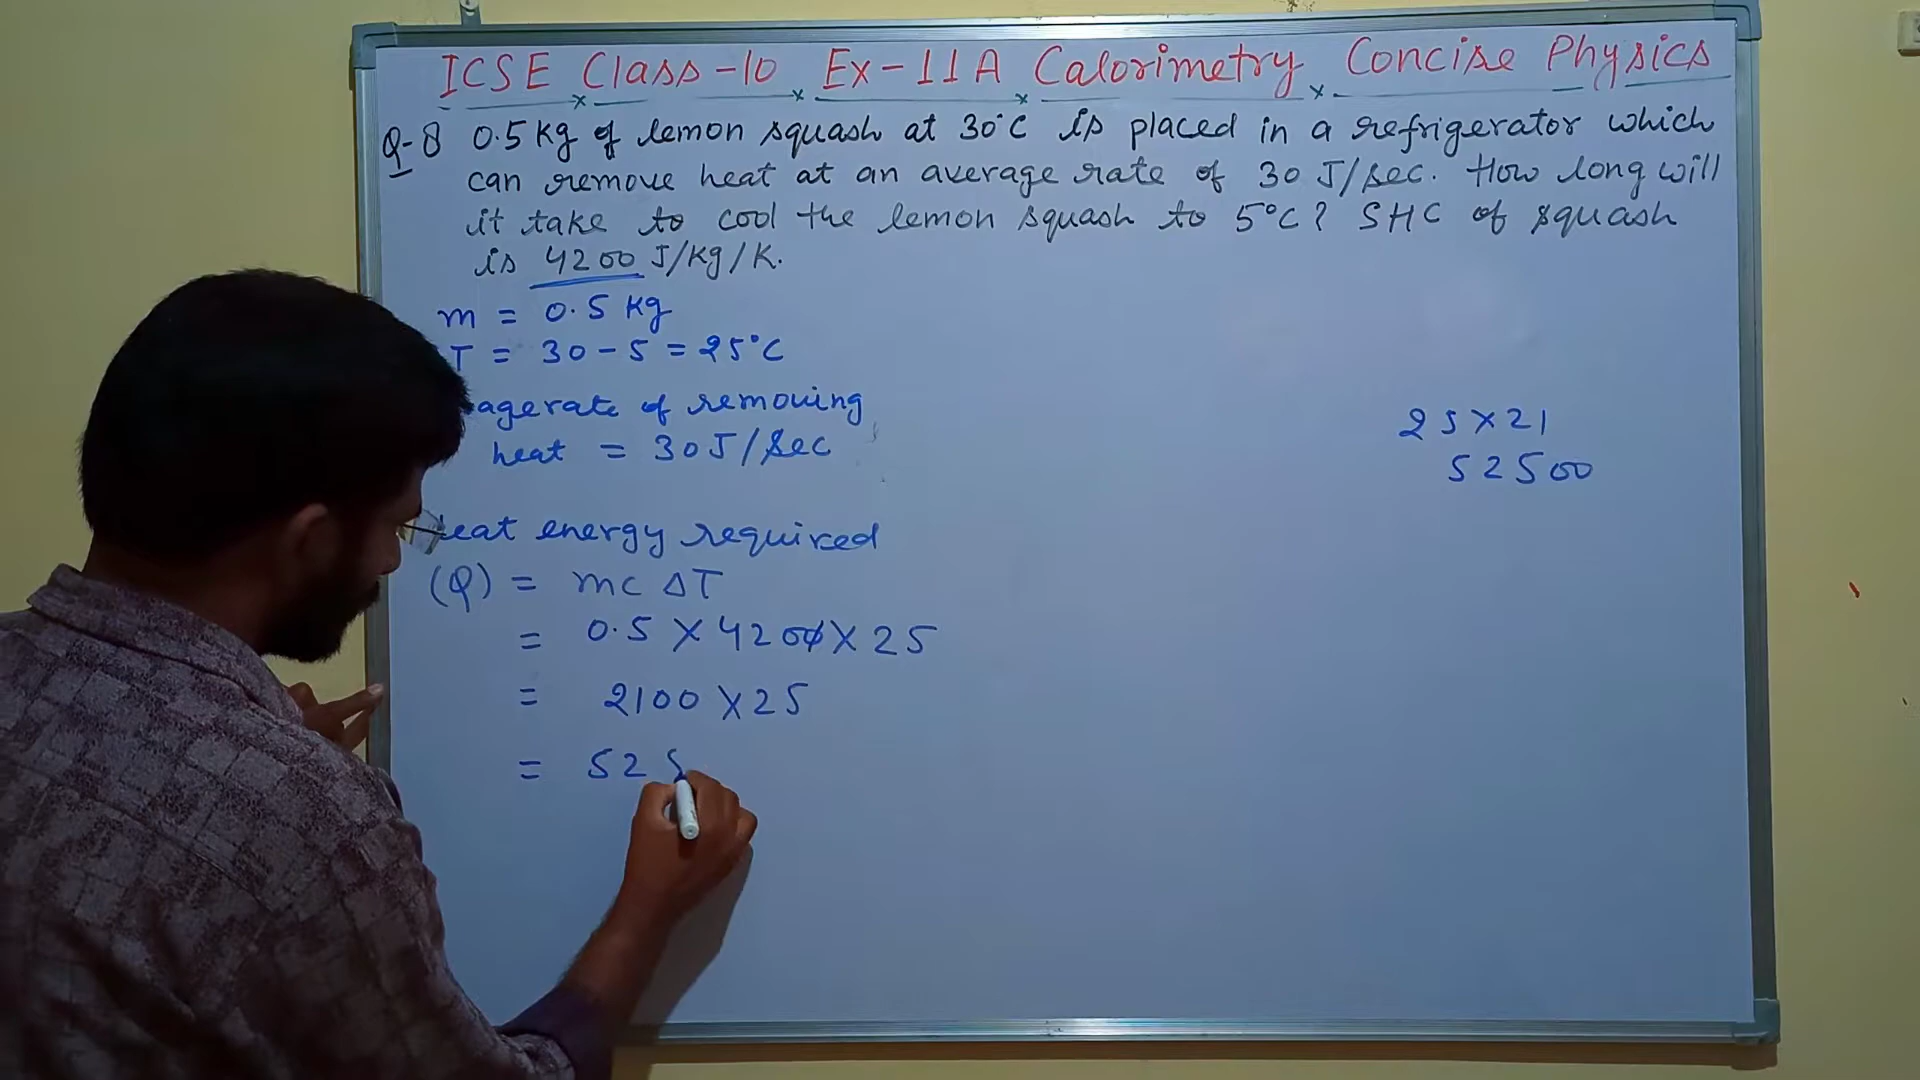 ICSE Class-10 Ex-11A Calorimetry Concise Physics
Q-8 0.5 kg of lemon squash at 30°C is placed in a refrigerator which
can remove heat at an average rate of 30 J/sec. How long will
it take to cool the lemon squash to 5°C? SHC of squash
is 4200 J/kg/K.
m = 0.5 kg
T = 30 - 5 = 25°C
agerate of removing
heat = 30 J/Sec
eat energy required
(Q) = mc ΔT
= 0.5 X 4200 X 25
= 2100 X 25
= 525
25 X 21
52500